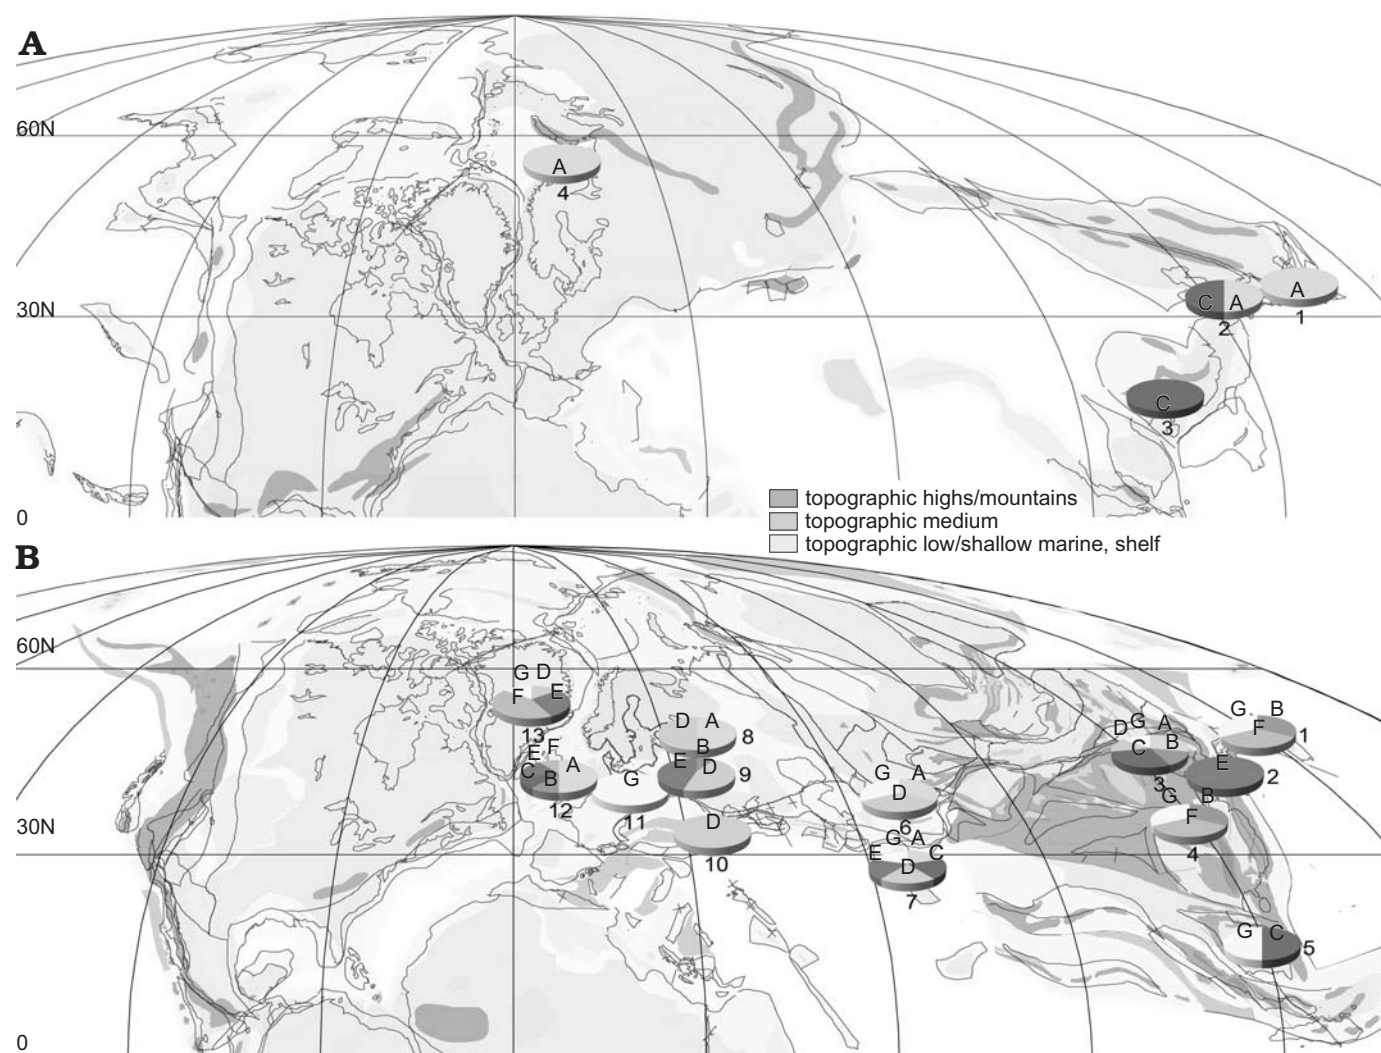 A
60N
A
4
30N
C A
2
A
1
C
3
0
topographic highs/mountains
topographic medium
topographic low/shallow marine, shelf
B
60N
G D
F E
13
E F
C B A
12
G
11
D A
8
B
E D
9
D
10
G A
D
6
G A
E D C
7
D G A
C B
3
G B
F
1
E
2
G B
F
4
G C
5
30N
0